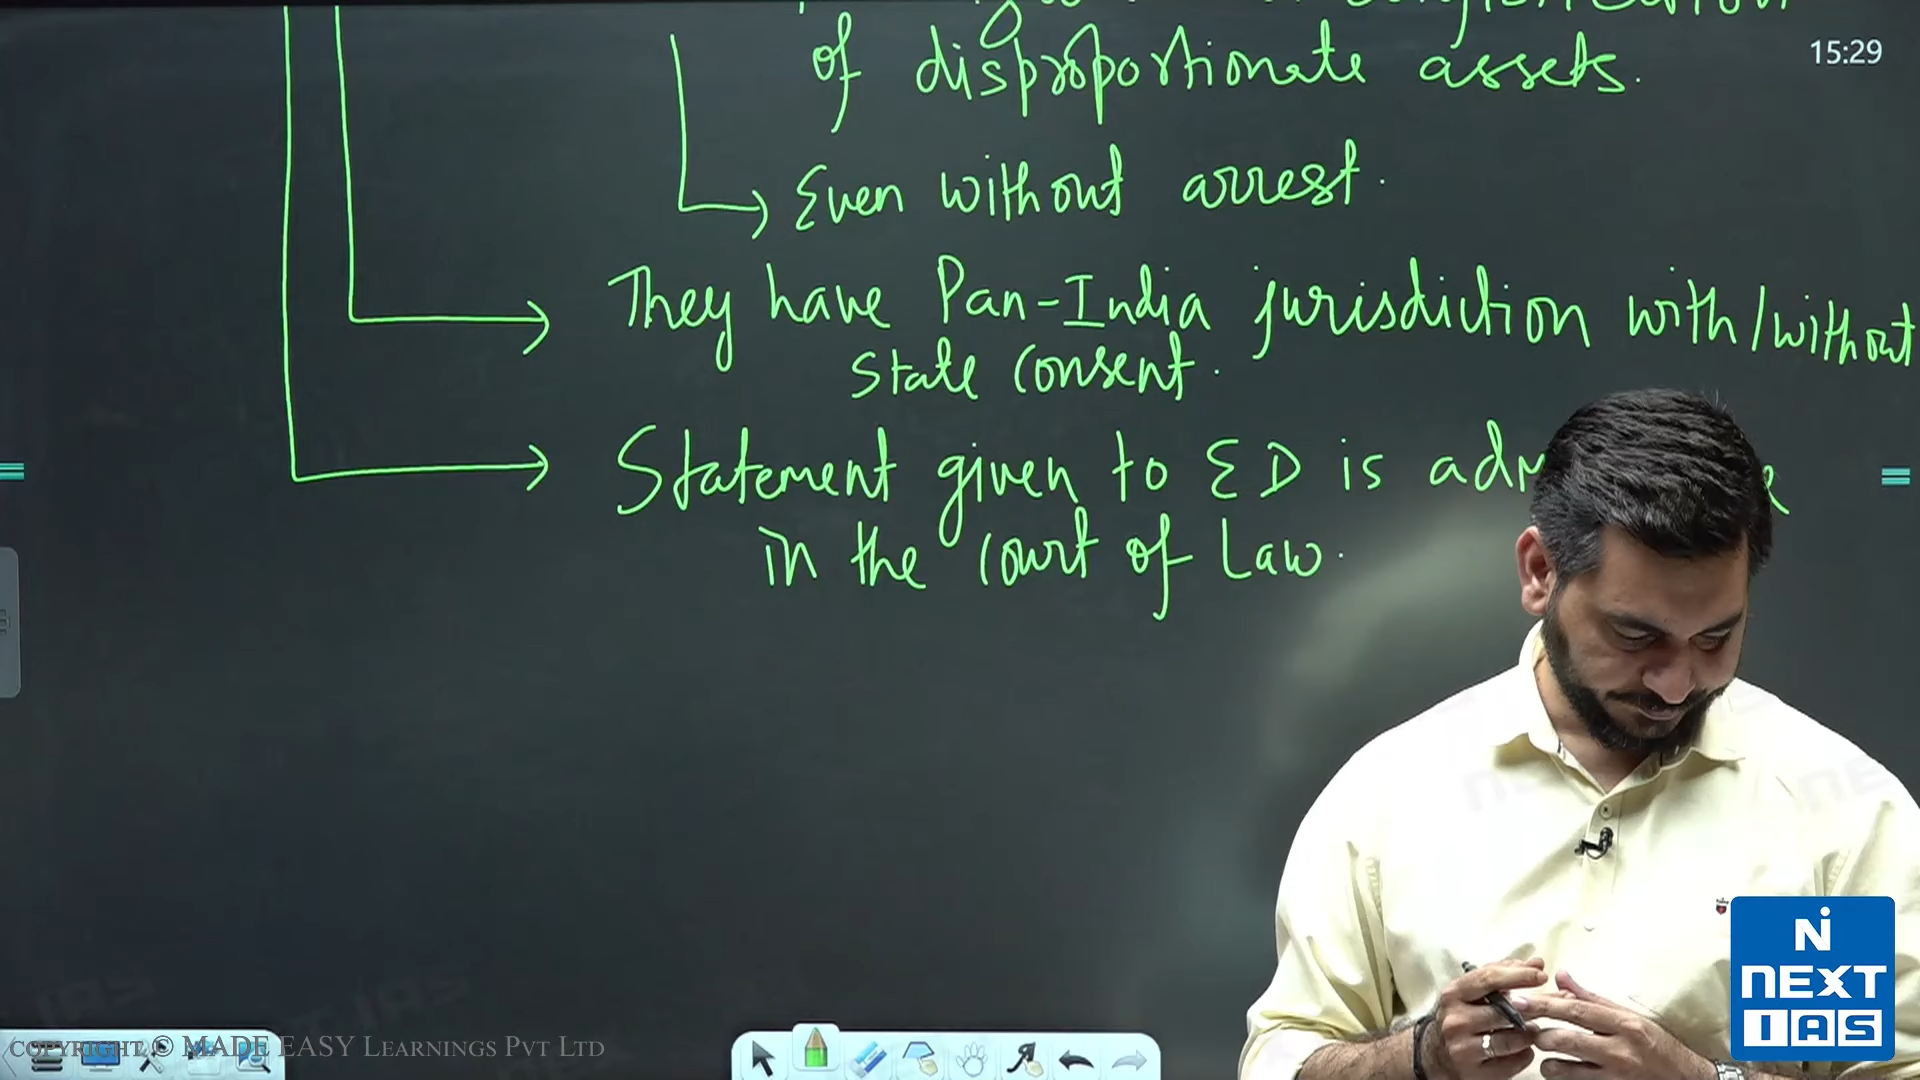 of disproportionate assets.
15:29
Even without arrest.
They have Pan-India jurisdiction with/without
State consent.
Statement given to ED is
in the court of Law.
N
NEXT
IAS
COPYRIGHT © MADE EASY LEARNINGS PVT LTD